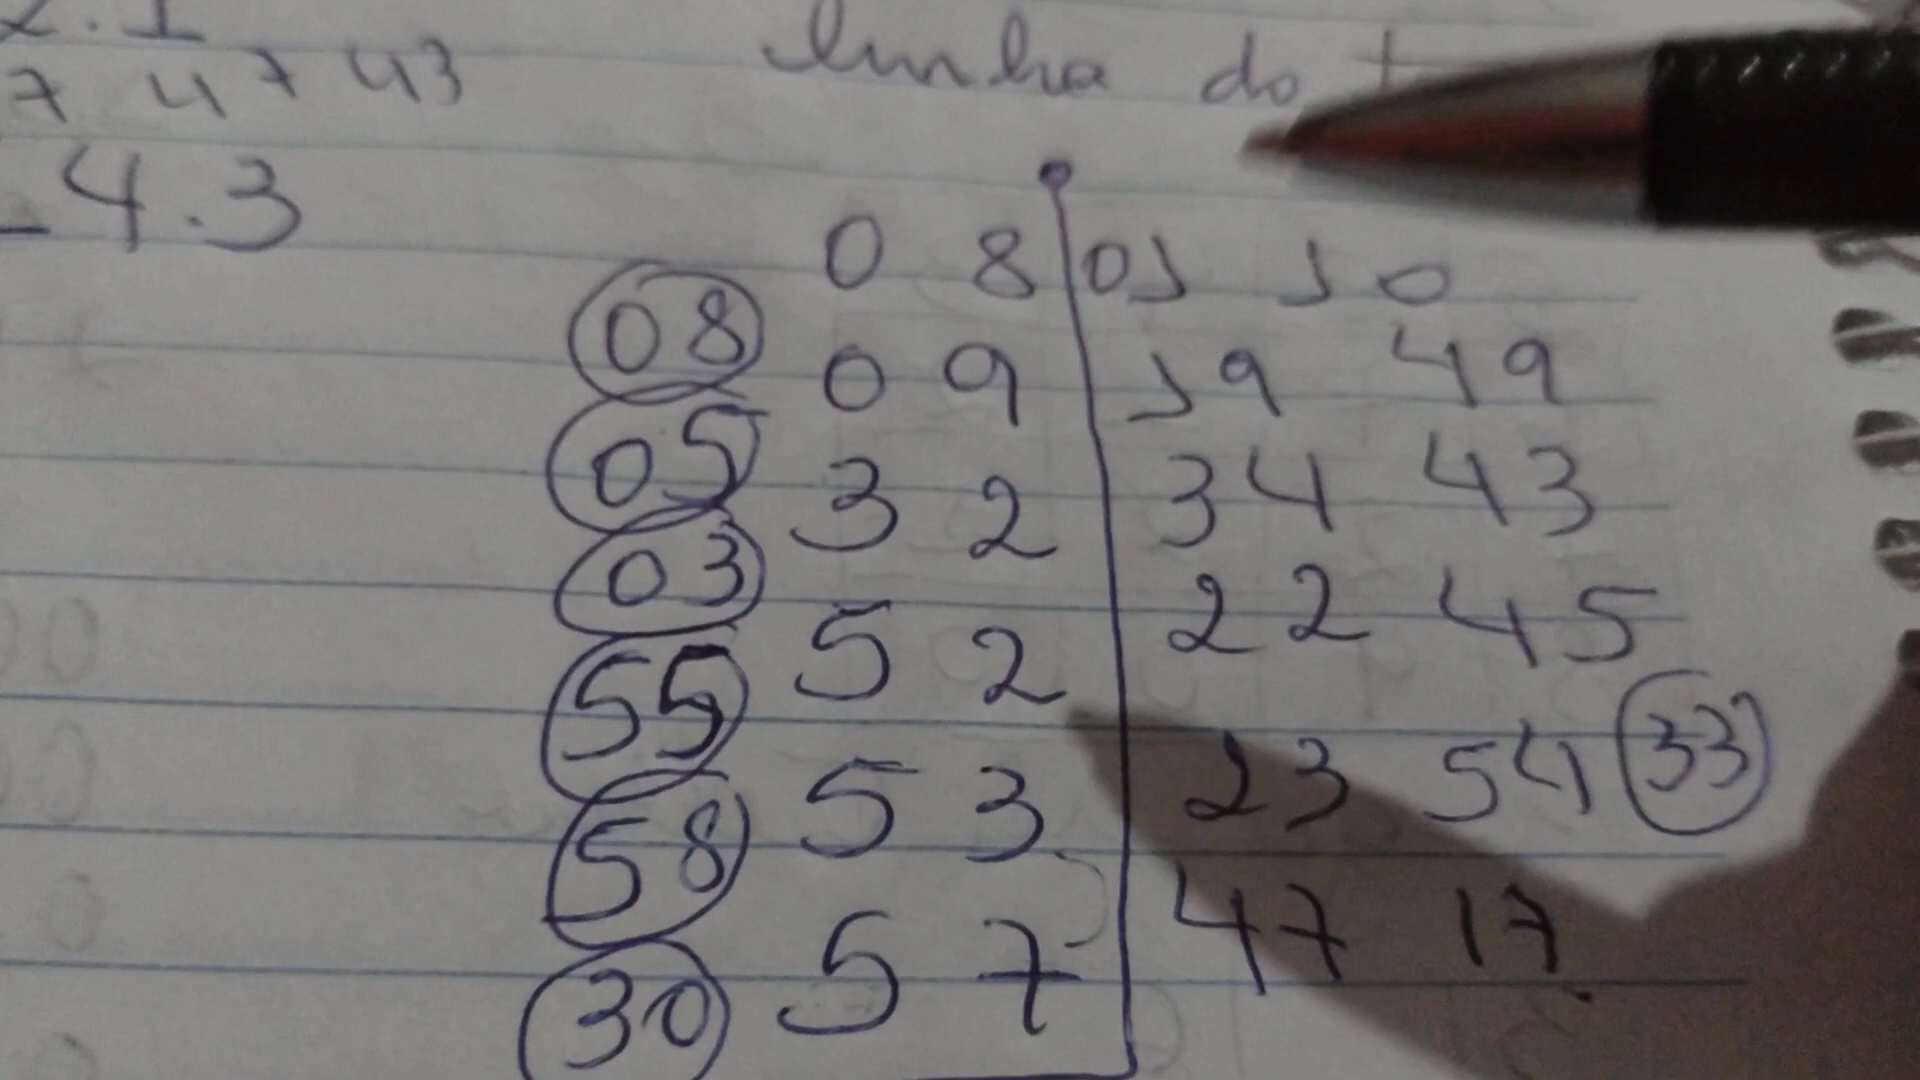 2.1
7 47 43
linha do t
4.3
0 8 01 10
08
0 9 19 49
05
3 2 34 43
03
5 2 22 45
55
5 3 23 54 33
58
5 7 47 17
30